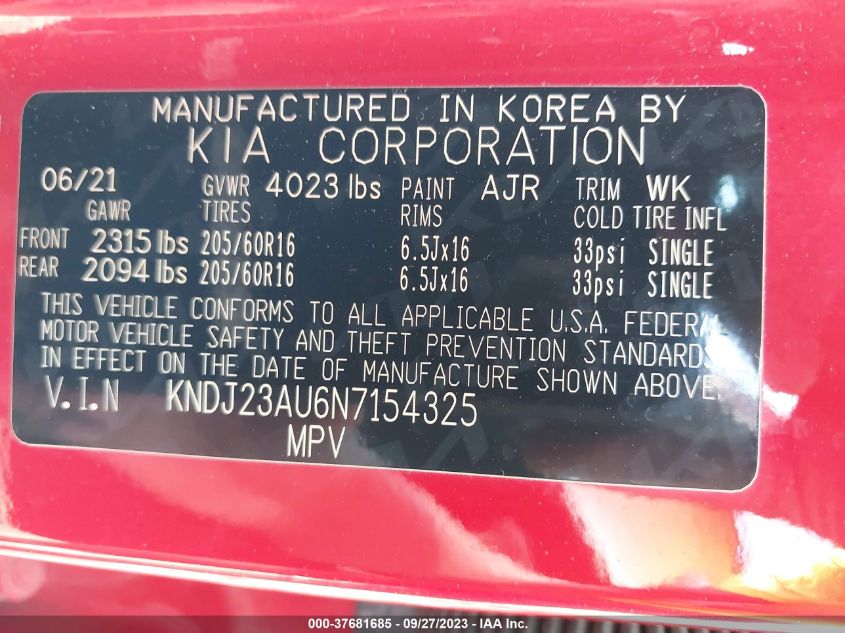 MANUFACTURED IN KOREA BY
KIA CORPORATION
06/21 GVWR 4023 lbs PAINT AJR TRIM WK
GAWR TIRES RIMS COLD TIRE INFL
FRONT 2315 lbs 205/60R16 6.5Jx16 33psi SINGLE
REAR 2094 lbs 205/60R16 6.5Jx16 33psi SINGLE
THIS VEHICLE CONFORMS TO ALL APPLICABLE U.S.A. FEDERAL
MOTOR VEHICLE SAFETY AND THEFT PREVENTION STANDARDS
IN EFFECT ON THE DATE OF MANUFACTURE SHOWN ABOVE.
V.I.N KNDJ23AU6N7154325
MPV
000-37681685 - 09/27/2023 - IAA Inc.